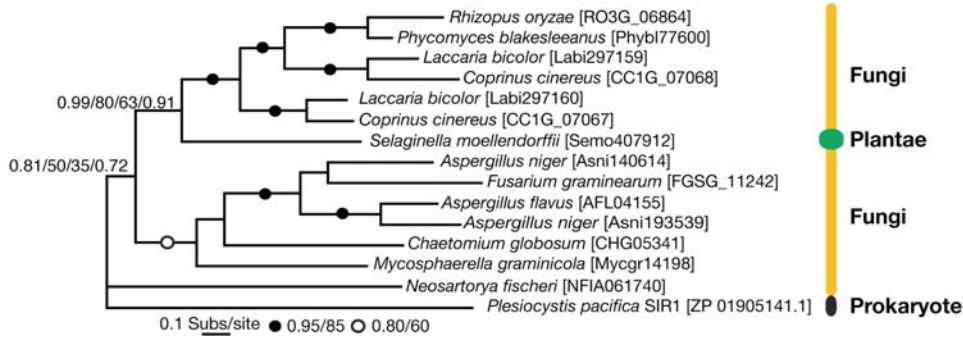 Rhizopus oryzae [RO3G_06864]
Phycomyces blakesleeanus [Phybl77600]
Laccaria bicolor [Labi297159]
Coprinus cinereus [CC1G_07068]
Fungi
0.99/80/63/0.91
Laccaria bicolor [Labi297160]
Coprinus cinereus [CC1G_07067]
Selaginella moellendorffii [Semo407912]
Plantae
0.81/50/35/0.72
Aspergillus niger [Asni140614]
Fusarium graminearum [FGSG_11242]
Aspergillus flavus [AFL04155]
Fungi
Aspergillus niger [Asni193539]
Chaetomium globosum [CHG05341]
Mycosphaerella graminicola [Mycgr14198]
Neosartorya fischeri [NFIA061740]
Plesiocystis pacifica SIR1 [ZP 01905141.1]
Prokaryote
0.1 Subs/site 0.95/85 0.80/60